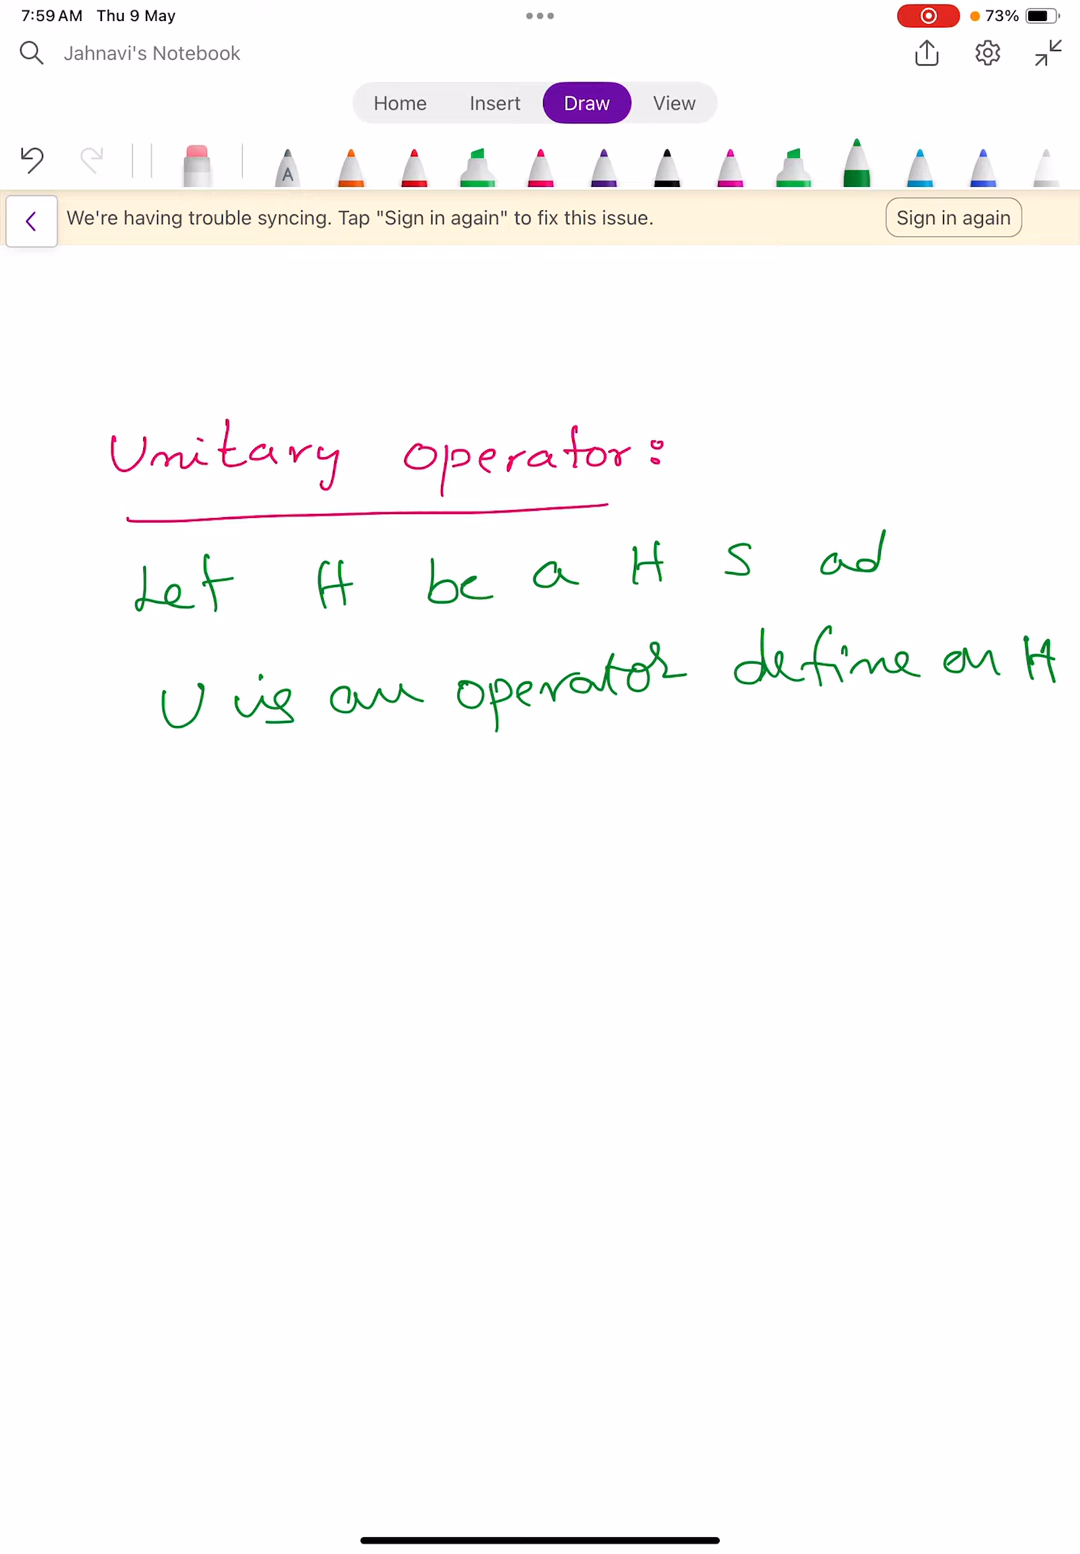 7:59 AM Thu 9 May
73%
Jahnavi's Notebook
Home Insert Draw View
A
We're having trouble syncing. Tap "Sign in again" to fix this issue.
Sign in again
Unitary operator:
Let H be a H S ad
U is an operator define on H